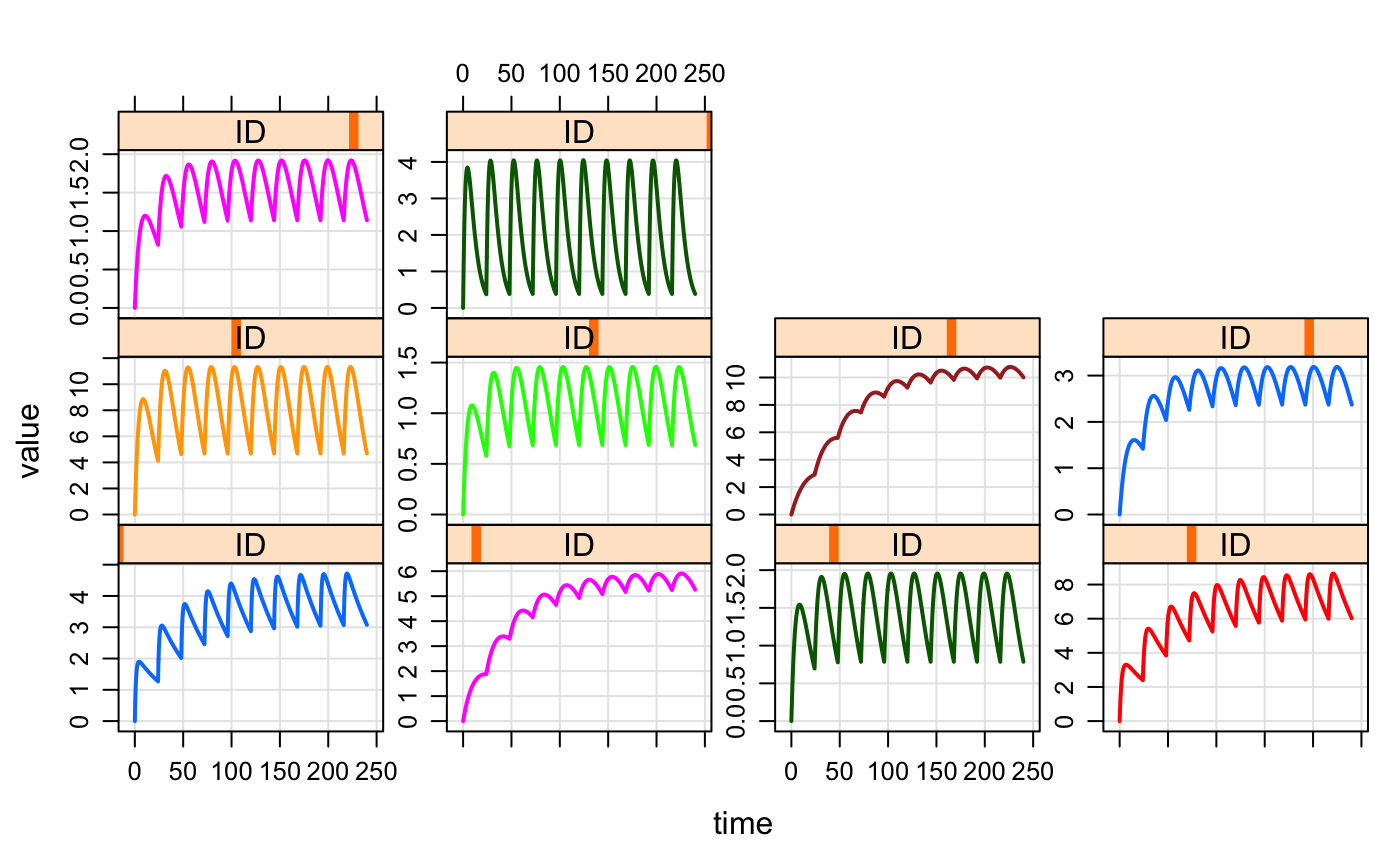 0 50 100 150 200 250
ID ID
0.0 0.5 1.0 1.5 2.0
0 1 2 3 4
ID ID ID ID
0 2 4 6 8 10
0.0 0.5 1.0 1.5
0 2 4 6 8 10
0 1 2 3
value
ID ID ID ID
0 1 2 3 4
0 1 2 3 4 5 6
0.0 0.5 1.0 1.5 2.0
0 2 4 6 8
0 50 100 150 200 250
0 50 100 150 200 250
time